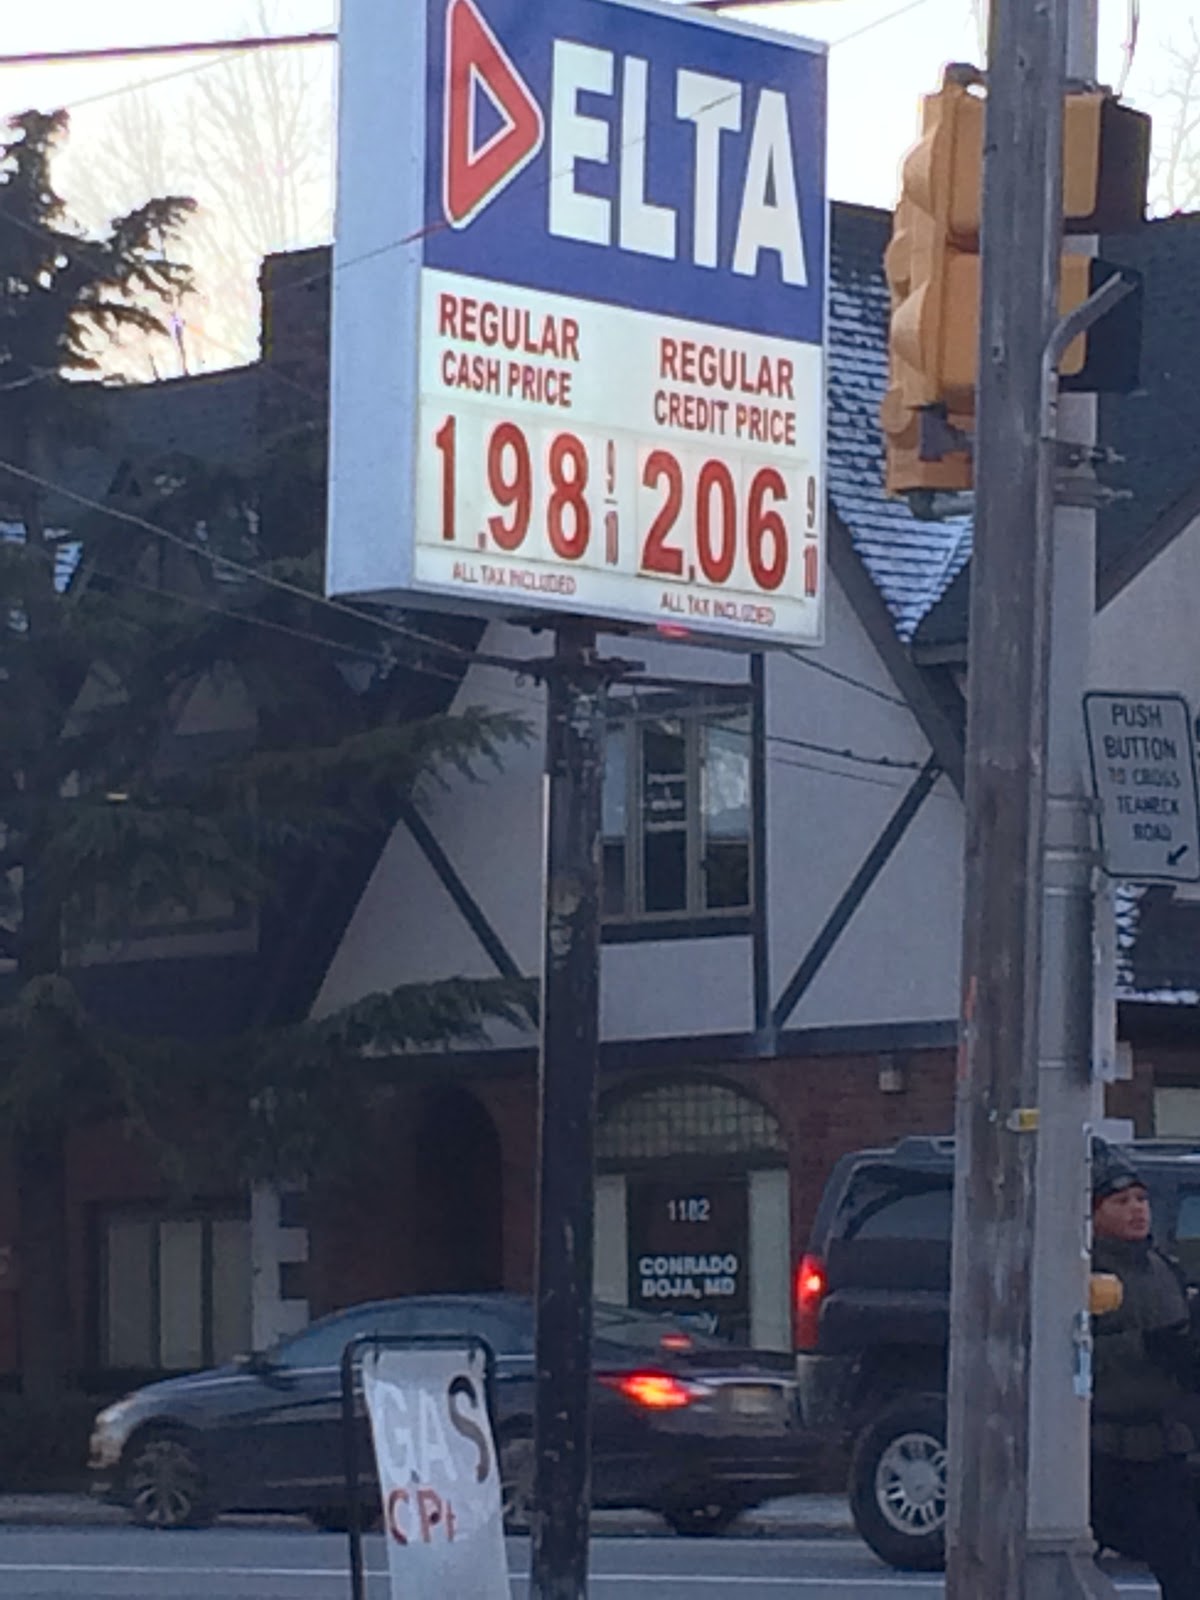 DELTA
REGULAR
CASH PRICE
1.98 9/10
ALL TAX INCLUDED
REGULAR
CREDIT PRICE
2.06 9/10
ALL TAX INCLUDED
PUSH
BUTTON
TO CROSS
TEANECK
ROAD
1182
CONRADO
DOJA, MD
GAS